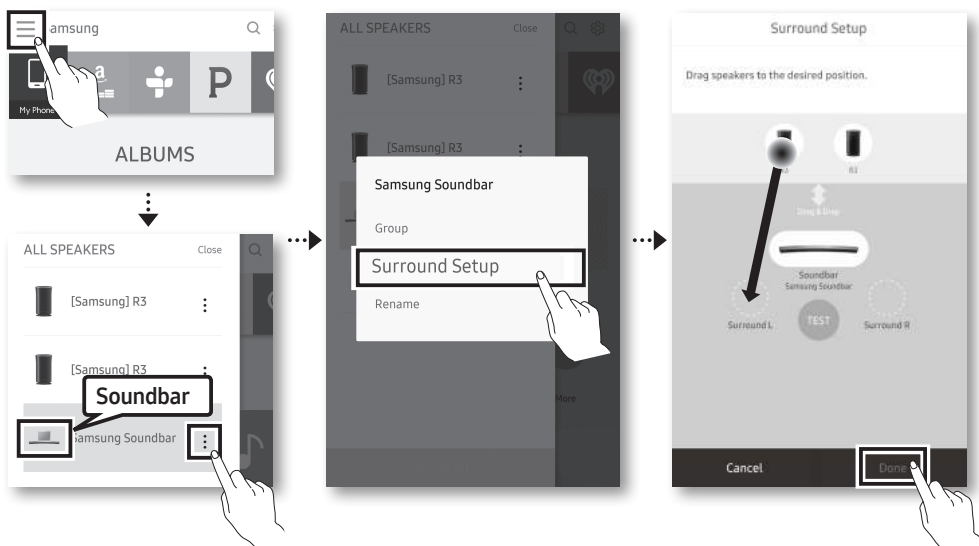 amsung
a
P
My Phone
ALBUMS
ALL SPEAKERS
Close
[Samsung] R3
[Samsung] R3
Soundbar
Samsung Soundbar
ALL SPEAKERS
Close
[Samsung] R3
[Samsung] R3
Samsung Soundbar
Group
Surround Setup
Rename
More
Surround Setup
Drag speakers to the desired position.
R3
Drag & Drop
Soundbar
Samsung Soundbar
Surround L
TEST
Surround R
Cancel
Done